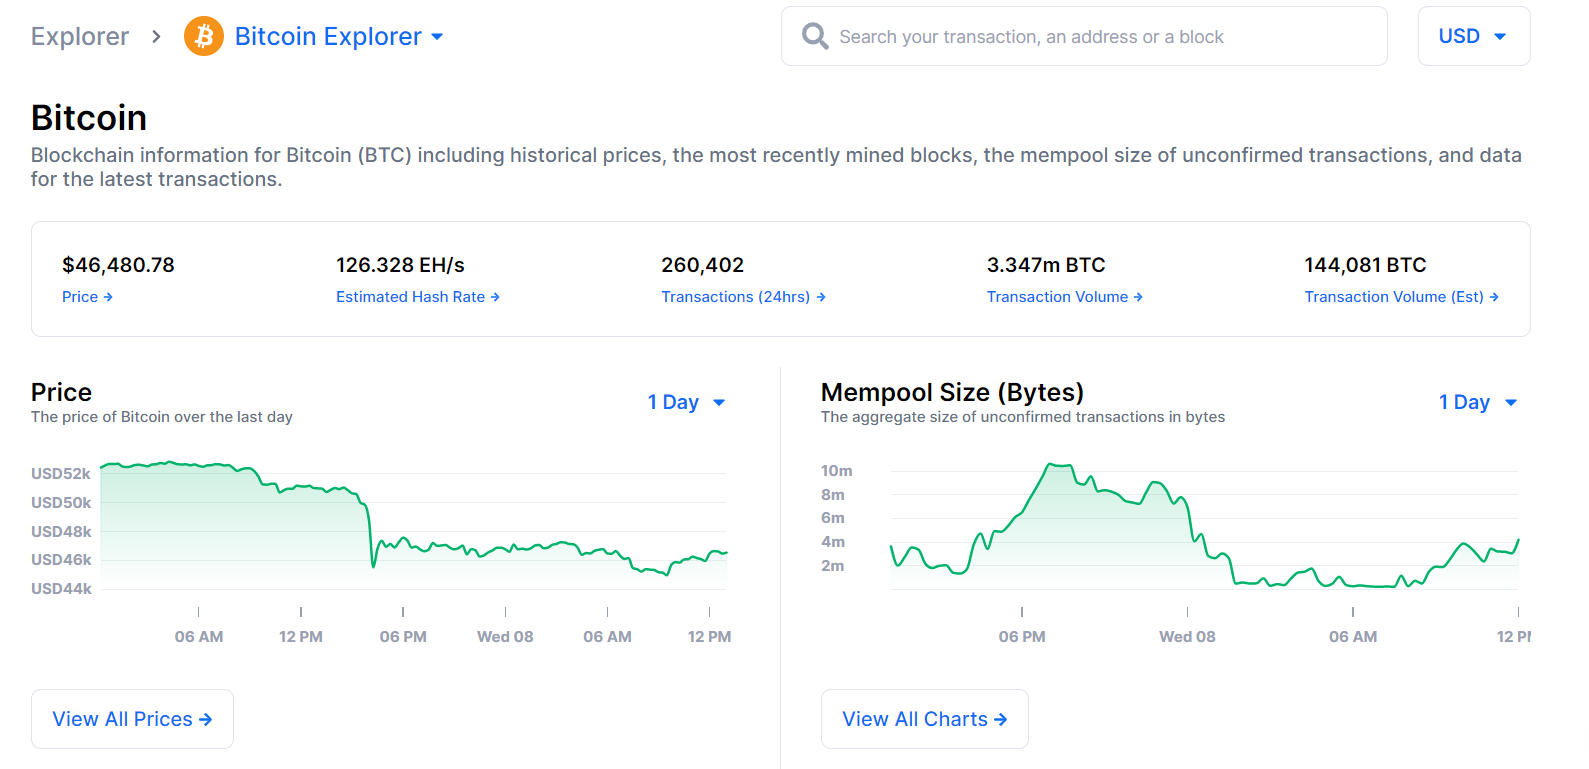 Explorer > Bitcoin Explorer
Search your transaction, an address or a block
USD
Bitcoin
Blockchain information for Bitcoin (BTC) including historical prices, the most recently mined blocks, the mempool size of unconfirmed transactions, and data
for the latest transactions.
$46,480.78
Price →
126.328 EH/s
Estimated Hash Rate →
260,402
Transactions (24hrs) →
3.347m BTC
Transaction Volume →
144,081 BTC
Transaction Volume (Est) →
Price
The price of Bitcoin over the last day
1 Day
USD52k
USD50k
USD48k
USD46k
USD44k
06 AM 12 PM 06 PM Wed 08 06 AM 12 PM
View All Prices →
Mempool Size (Bytes)
The aggregate size of unconfirmed transactions in bytes
1 Day
10m
8m
6m
4m
2m
06 PM Wed 08 06 AM 12 P
View All Charts →